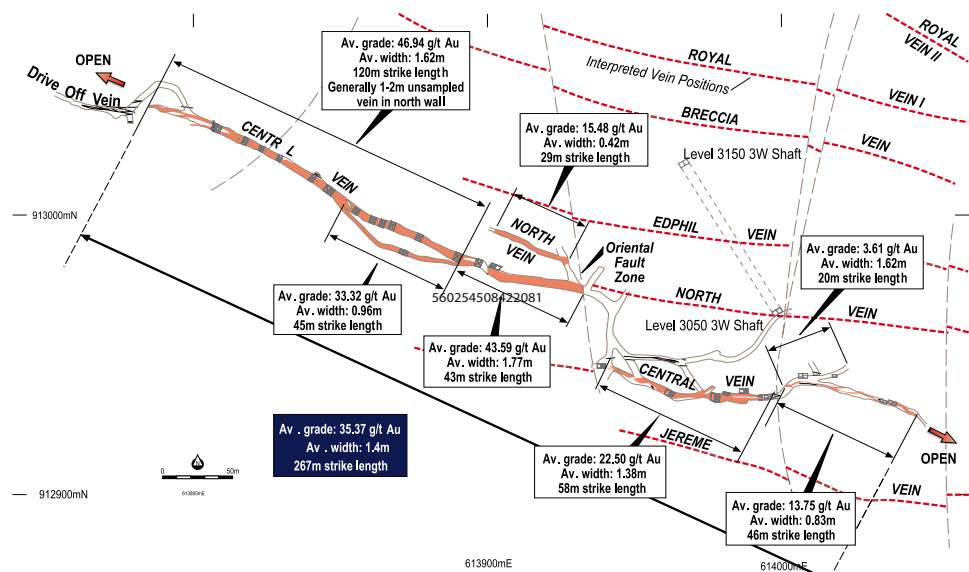 Av. grade: 46.94 g/t Au
Av. width: 1.62m
120m strike length
Generally 1-2m unsampled
vein in north wall
OPEN
Drive Off Vein
CENTR L
VEIN
ROYAL
Interpreted Vein Positions
VEIN I
ROYAL
VEIN II
BRECCIA
VEIN
Av. grade: 15.48 g/t Au
Av. width: 0.42m
29m strike length
Level 3150 3W Shaft
913000mN
EDPHIL
VEIN
NORTH
VEIN
Oriental
Fault
Zone
Av. grade: 3.61 g/t Au
Av. width: 1.62m
20m strike length
560254508422081
NORTH
VEIN
Av. grade: 33.32 g/t Au
Av. width: 0.96m
45m strike length
Level 3050 3W Shaft
Av. grade: 43.59 g/t Au
Av. width: 1.77m
43m strike length
CENTRAL
VEIN
Av . grade: 35.37 g/t Au
Av . width: 1.4m
267m strike length
JEREME
VEIN
OPEN
Av. grade: 22.50 g/t Au
Av. width: 1.38m
58m strike length
0
50m
613800mE
912900mN
Av. grade: 13.75 g/t Au
Av. width: 0.83m
46m strike length
613900mE
614000mE